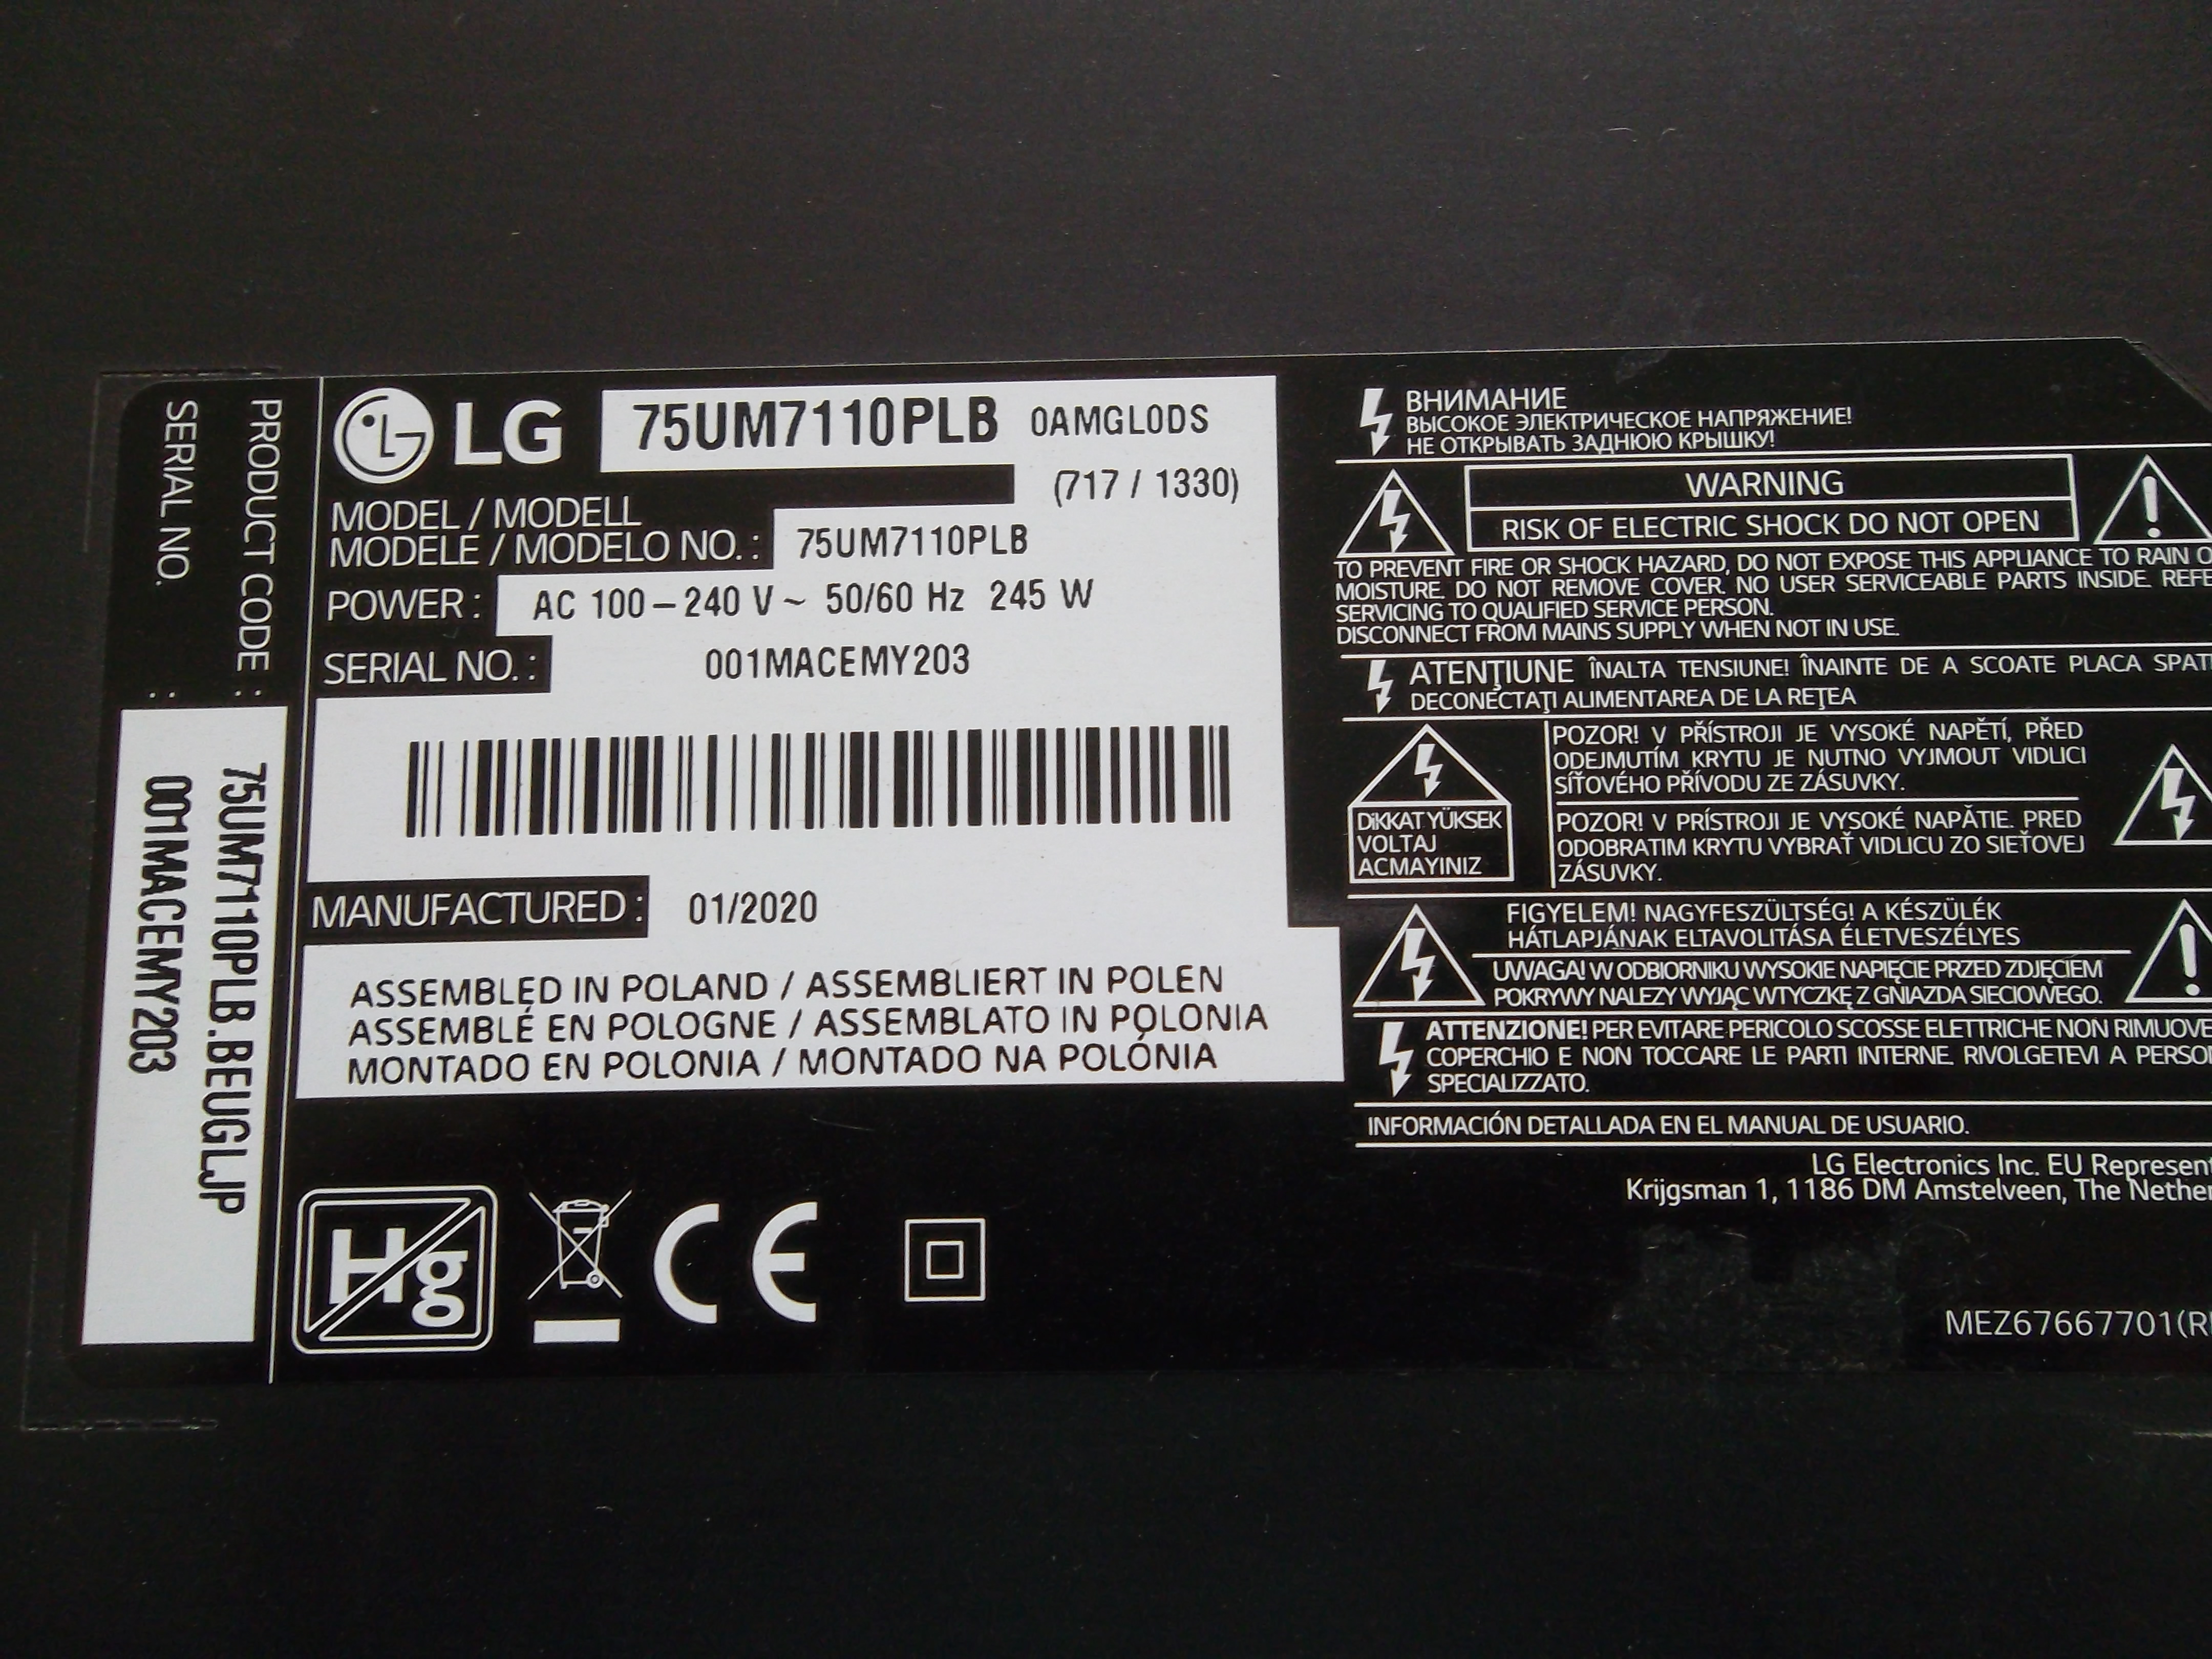 PRODUCT CODE : 75UM7110PLB.BEUGLJP
SERIAL NO. : 001MACEMY203
LG 75UM7110PLB 0AMGL0DS
(717 / 1330)
MODEL / MODELL
MODELE / MODELO NO. : 75UM7110PLB
POWER : AC 100 – 240 V ~ 50/60 Hz 245 W
SERIAL NO. : 001MACEMY203
MANUFACTURED : 01/2020
ASSEMBLED IN POLAND / ASSEMBLIERT IN POLEN
ASSEMBLÉ EN POLOGNE / ASSEMBLATO IN POLONIA
MONTADO EN POLONIA / MONTADO NA POLÓNIA
Hg
CE
ВНИМАНИЕ
ВЫСОКОЕ ЭЛЕКТРИЧЕСКОЕ НАПРЯЖЕНИЕ!
НЕ ОТКРЫВАТЬ ЗАДНЮЮ КРЫШКУ!
WARNING
RISK OF ELECTRIC SHOCK DO NOT OPEN
TO PREVENT FIRE OR SHOCK HAZARD, DO NOT EXPOSE THIS APPLIANCE TO RAIN
MOISTURE. DO NOT REMOVE COVER. NO USER SERVICEABLE PARTS INSIDE.
SERVICING TO QUALIFIED SERVICE PERSON.
DISCONNECT FROM MAINS SUPPLY WHEN NOT IN USE.
ATENŢIUNE ÎNALTA TENSIUNE! ÎNAINTE DE A SCOATE PLACA
DECONECTAŢI ALIMENTAREA DE LA REŢEA
DİKKAT YÜKSEK
VOLTAJ
ACMAYINIZ
POZOR! V PŘÍSTROJI JE VYSOKÉ NAPĚTÍ, PŘED
ODEJMUTÍM KRYTU JE NUTNO VYJMOUT VIDLICI
SÍŤOVÉHO PŘÍVODU ZE ZÁSUVKY.
POZOR! V PRÍSTROJI JE VYSOKÉ NAPÄTIE. PRED
ODOBRATIM KRYTU VYBRAŤ VIDLICU ZO SIEŤOVEJ
ZÁSUVKY.
FIGYELEM! NAGYFESZÜLTSÉG! A KÉSZÜLÉK
HÁTLAPJÁNAK ELTAVOLITÁSA ÉLETVESZÉLYES
UWAGA! W ODBIORNIKU WYSOKIE NAPIĘCIE PRZED ZDJĘCIEM
POKRYWY NALEZY WYJĄC WTYCZKĘ Z GNIAZDA SIECIOWEGO.
ATTENZIONE! PER EVITARE PERICOLO SCOSSE ELETTRICHE NON
COPERCHIO E NON TOCCARE LE PARTI INTERNE. RIVOLGETEVI A
SPECIALIZZATO.
INFORMACIÓN DETALLADA EN EL MANUAL DE USUARIO.
LG Electronics Inc. EU
Krijgsman 1, 1186 DM Amstelveen, The
MEZ67667701